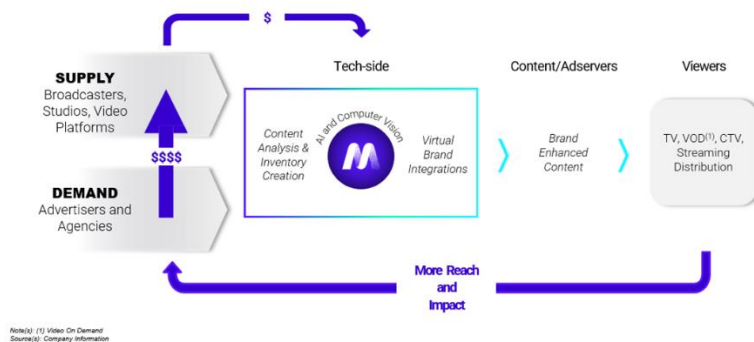 $
SUPPLY
Broadcasters,
Studios, Video
Platforms
$$$$
DEMAND
Advertisers and
Agencies
Tech-side
Content
Analysis &
Inventory
Creation
AI and Computer Vision
M
Virtual
Brand
Integrations
Content/Adservers
Brand
Enhanced
Content
Viewers
TV, VOD(1), CTV,
Streaming
Distribution
More Reach
and
Impact
Note(s): (1) Video On Demand
Source(s): Company Information